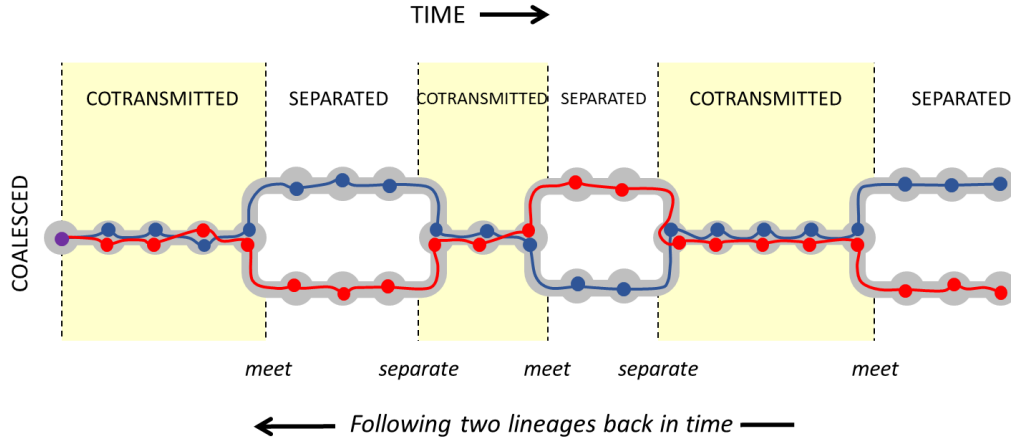 TIME
COTRANSMITTED
SEPARATED
COTRANSMITTED
SEPARATED
COTRANSMITTED
SEPARATED
COALESCED
meet
separate
meet
separate
meet
Following two lineages back in time